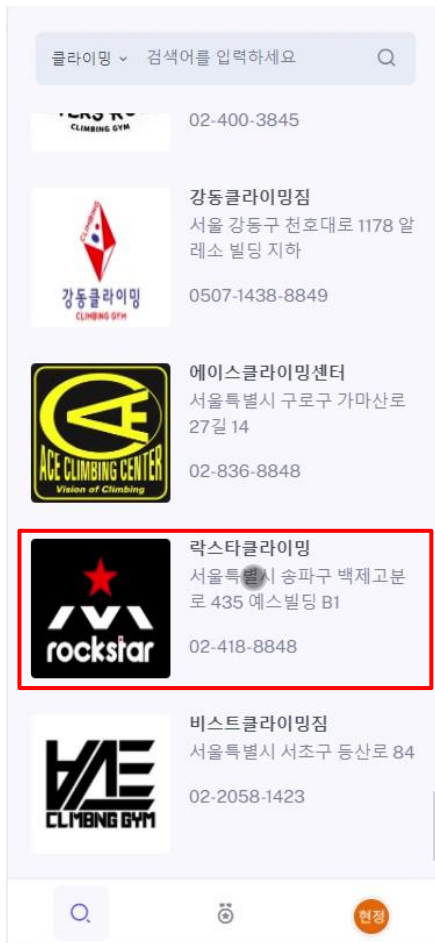 클라이밍
검색어를 입력하세요
CLIMBING GYM
02-400-3845
CLIMBING
강동클라이밍
CLIMBING GYM
강동클라이밍짐
서울 강동구 천호대로 1178 알
레소 빌딩 지하
0507-1438-8849
ACE CLIMBING CENTER
Vision of Climbing
에이스클라이밍센터
서울특별시 구로구 가마산로
27길 14
02-836-8848
rockstar
락스타클라이밍
서울특별시 송파구 백제고분
로 435 예스빌딩 B1
02-418-8848
CLIMBING GYM
비스트클라이밍짐
서울특별시 서초구 등산로 84
02-2058-1423
현정